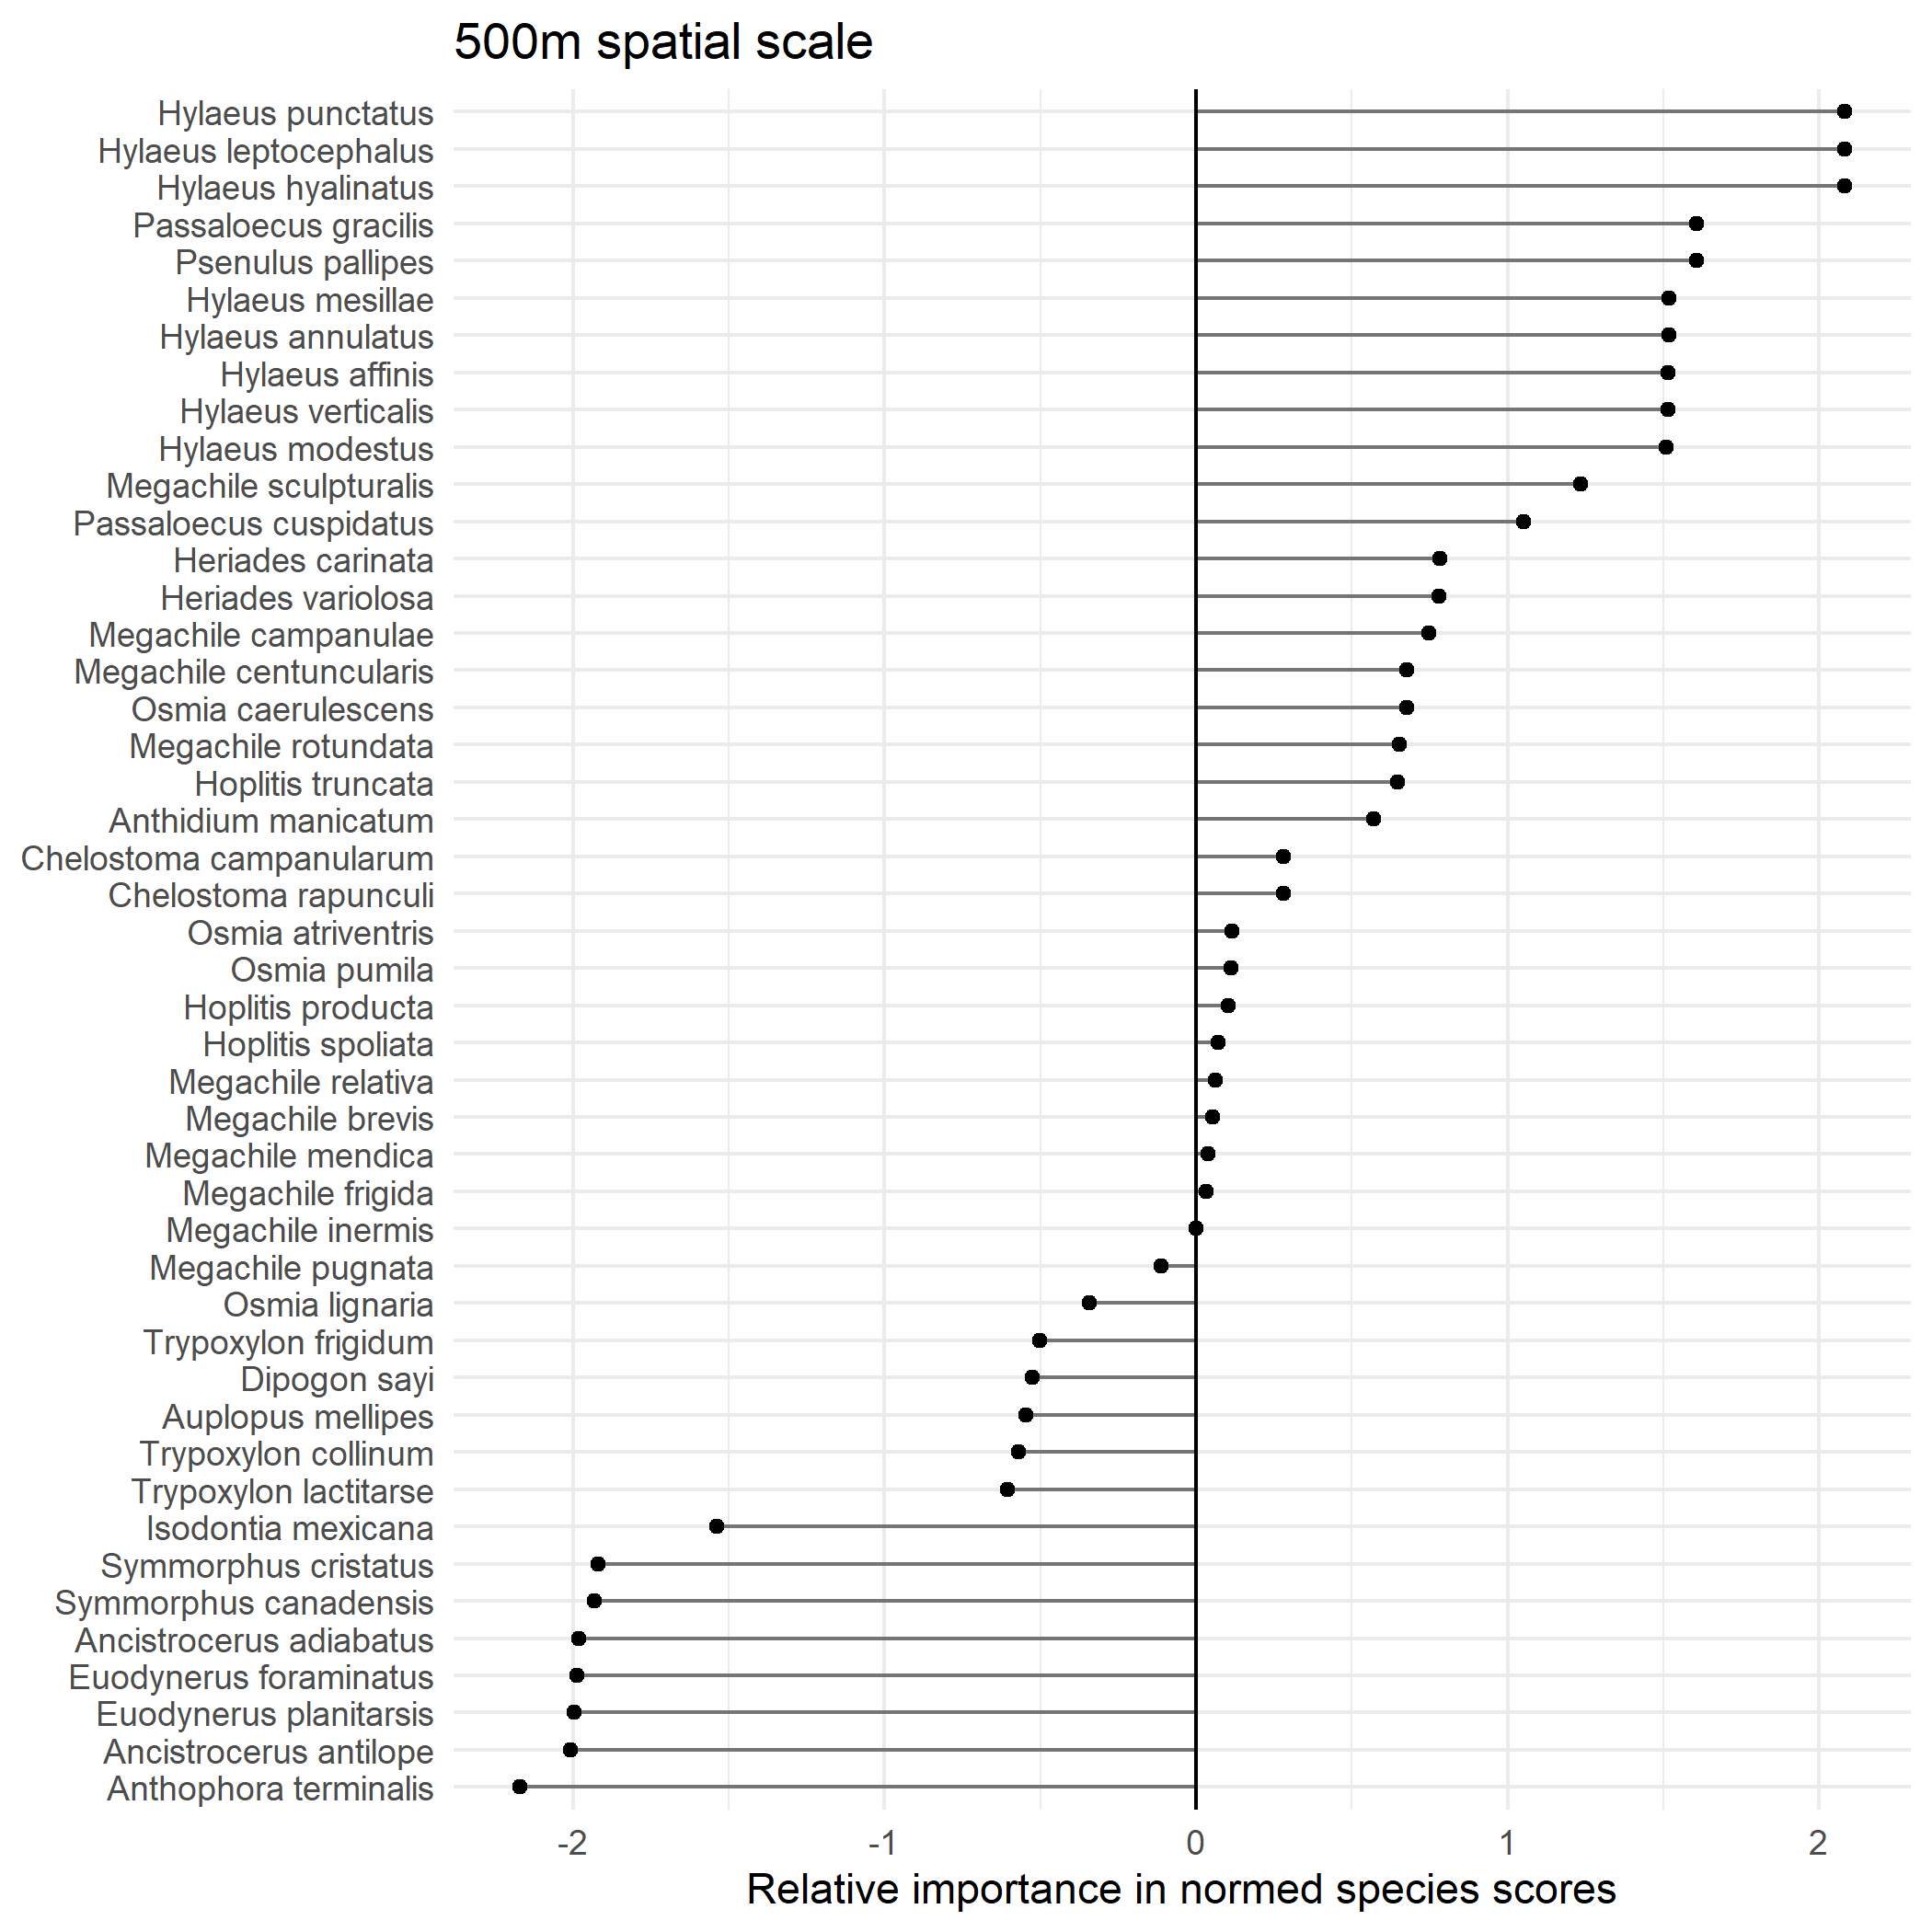 500m spatial scale
Hylaeus punctatus
Hylaeus leptocephalus
Hylaeus hyalinatus
Passaloecus gracilis
Psenulus pallipes
Hylaeus mesillae
Hylaeus annulatus
Hylaeus affinis
Hylaeus verticalis
Hylaeus modestus
Megachile sculpturalis
Passaloecus cuspidatus
Heriades carinata
Heriades variolosa
Megachile campanulae
Megachile centuncularis
Osmia caerulescens
Megachile rotundata
Hoplitis truncata
Anthidium manicatum
Chelostoma campanularum
Chelostoma rapunculi
Osmia atriventris
Osmia pumila
Hoplitis producta
Hoplitis spoliata
Megachile relativa
Megachile brevis
Megachile mendica
Megachile frigida
Megachile inermis
Megachile pugnata
Osmia lignaria
Trypoxylon frigidum
Dipogon sayi
Auplopus mellipes
Trypoxylon collinum
Trypoxylon lactitarse
Isodontia mexicana
Symmorphus cristatus
Symmorphus canadensis
Ancistrocerus adiabatus
Euodynerus foraminatus
Euodynerus planitarsis
Ancistrocerus antilope
Anthophora terminalis
-2 -1 0 1 2
Relative importance in normed species scores